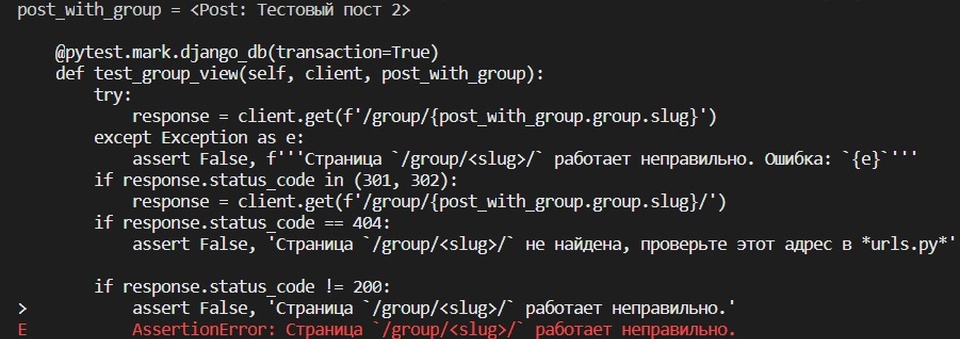 post_with_group = <Post: Тестовый пост 2>
@pytest.mark.django_db(transaction=True)
def test_group_view(self, client, post_with_group):
try:
response = client.get(f'/group/{post_with_group.group.slug}')
except Exception as e:
assert False, f'''Страница `/group/<slug>/` работает неправильно. Ошибка: `{e}`'''
if response.status_code in (301, 302):
response = client.get(f'/group/{post_with_group.group.slug}/')
if response.status_code == 404:
assert False, 'Страница `/group/<slug>/` не найдена, проверьте этот адрес в *urls.py*'
if response.status_code != 200:
> assert False, 'Страница `/group/<slug>/` работает неправильно.'
E AssertionError: Страница `/group/<slug>/` работает неправильно.